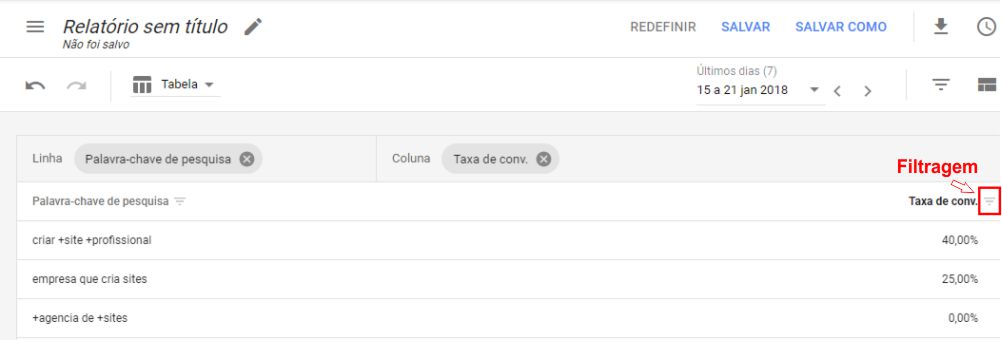 Relatório sem título
Não foi salvo
REDEFINIR
SALVAR
SALVAR COMO
Tabela
Últimos dias (7)
15 a 21 jan 2018
Linha
Palavra-chave de pesquisa
Coluna
Taxa de conv.
Filtragem
Palavra-chave de pesquisa
Taxa de conv.
criar +site +profissional 40,00%
empresa que cria sites 25,00%
+agencia de +sites 0,00%